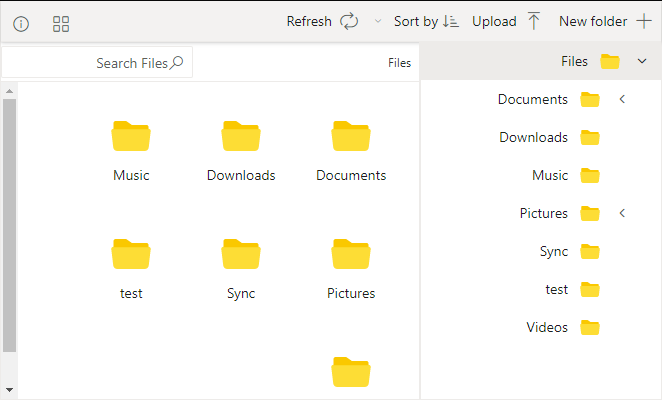 New folder
Upload
Sort by
Refresh
Files
Documents
Downloads
Music
Pictures
Sync
test
Videos
Files
Search Files
Documents
Downloads
Music
Pictures
Sync
test